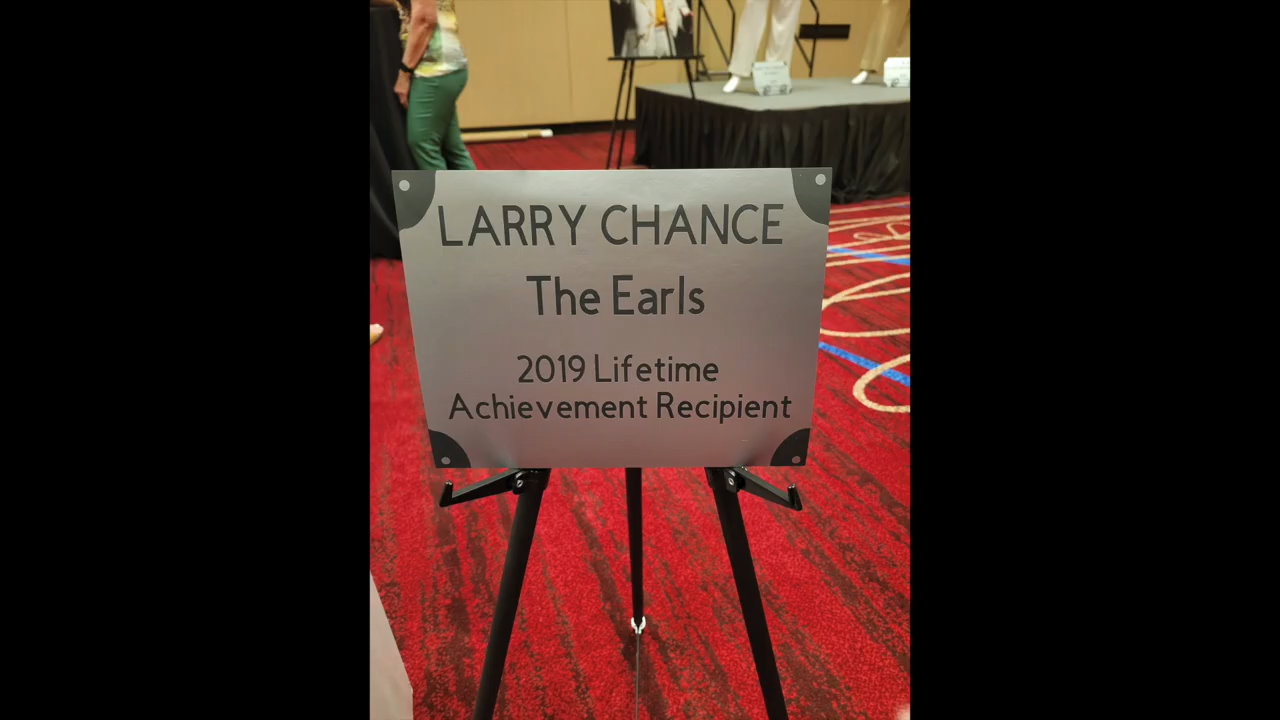 LARRY CHANCE
The Earls
2019 Lifetime
Achievement Recipient